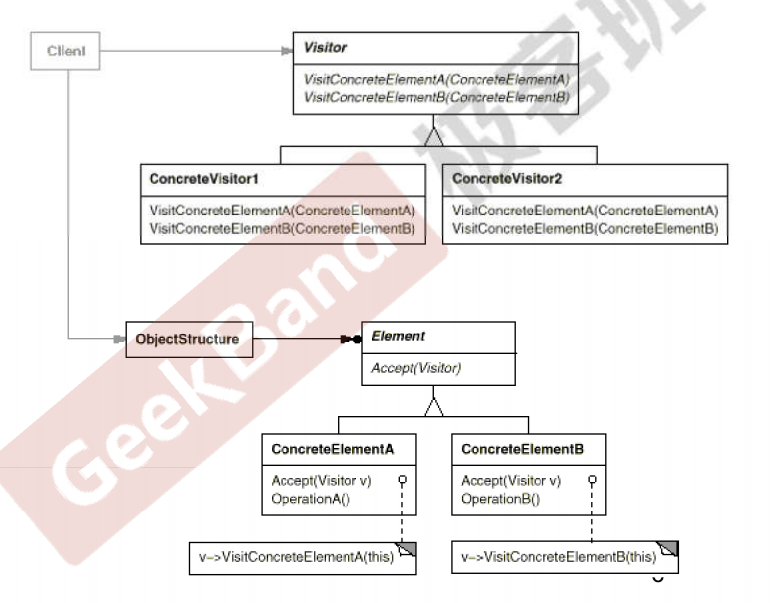 Client
Visitor
VisitConcreteElementA(ConcreteElementA)
VisitConcreteElementB(ConcreteElementB)
ConcreteVisitor1
VisitConcreteElementA(ConcreteElementA)
VisitConcreteElementB(ConcreteElementB)
ConcreteVisitor2
VisitConcreteElementA(ConcreteElementA)
VisitConcreteElementB(ConcreteElementB)
ObjectStructure
Element
Accept(Visitor)
ConcreteElementA
Accept(Visitor v)
OperationA()
ConcreteElementB
Accept(Visitor v)
OperationB()
v->VisitConcreteElementA(this)
v->VisitConcreteElementB(this)
GeekBand
极客班